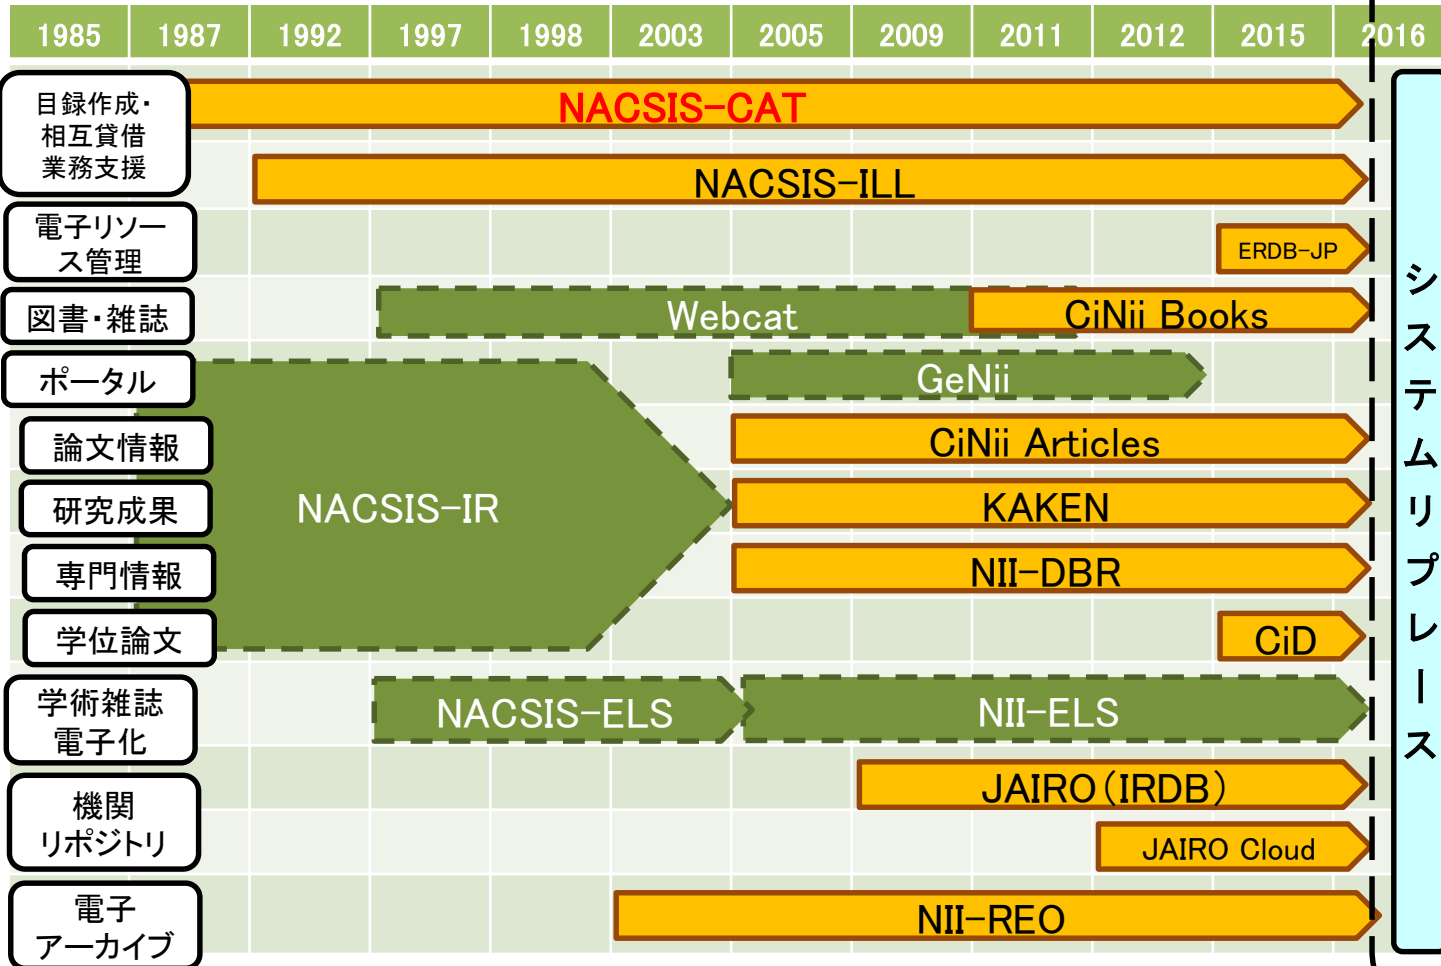 1985 1987 1992 1997 1998 2003 2005 2009 2011 2012 2015 2016
目録作成・
相互貸借
業務支援
NACSIS-CAT
NACSIS-ILL
電子リソー
ス管理
ERDB-JP
図書・雑誌
Webcat
CiNii Books
ポータル
GeNii
論文情報
CiNii Articles
NACSIS-IR
研究成果
KAKEN
専門情報
NII-DBR
学位論文
CiD
学術雑誌
電子化
NACSIS-ELS
NII-ELS
機関
リポジトリ
JAIRO(IRDB)
JAIRO Cloud
電子
アーカイブ
NII-REO
システムリプレース